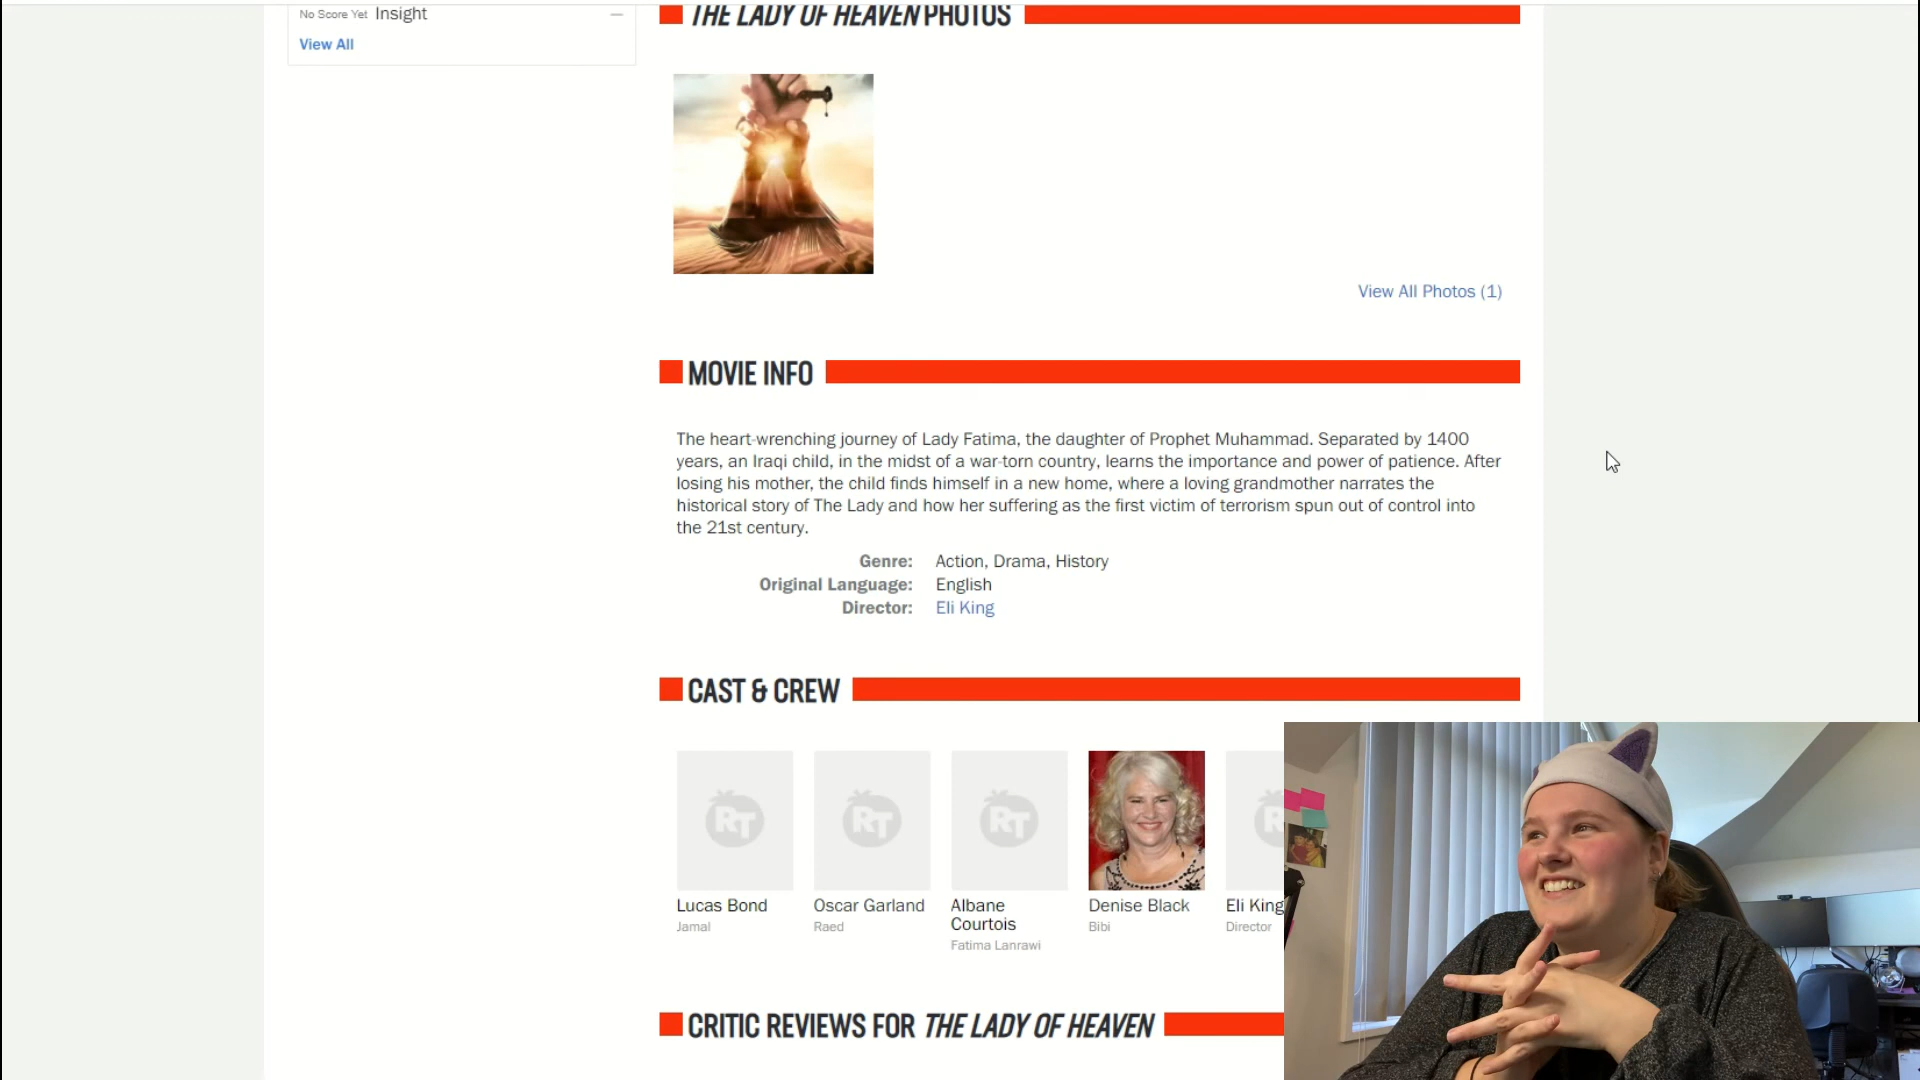 No Score Yet Insight —
View All
THE LADY OF HEAVEN PHOTOS
View All Photos (1)
MOVIE INFO
The heart-wrenching journey of Lady Fatima, the daughter of Prophet Muhammad. Separated by 1400
years, an Iraqi child, in the midst of a war-torn country, learns the importance and power of patience. After
losing his mother, the child finds himself in a new home, where a loving grandmother narrates the
historical story of The Lady and how her suffering as the first victim of terrorism spun out of control into
the 21st century.
Genre: Action, Drama, History
Original Language: English
Director: Eli King
CAST & CREW
RT RT RT R
Lucas Bond Oscar Garland Albane Courtois Denise Black Eli King
Jamal Raed Fatima Lanrawi Bibi Director
CRITIC REVIEWS FOR THE LADY OF HEAVEN